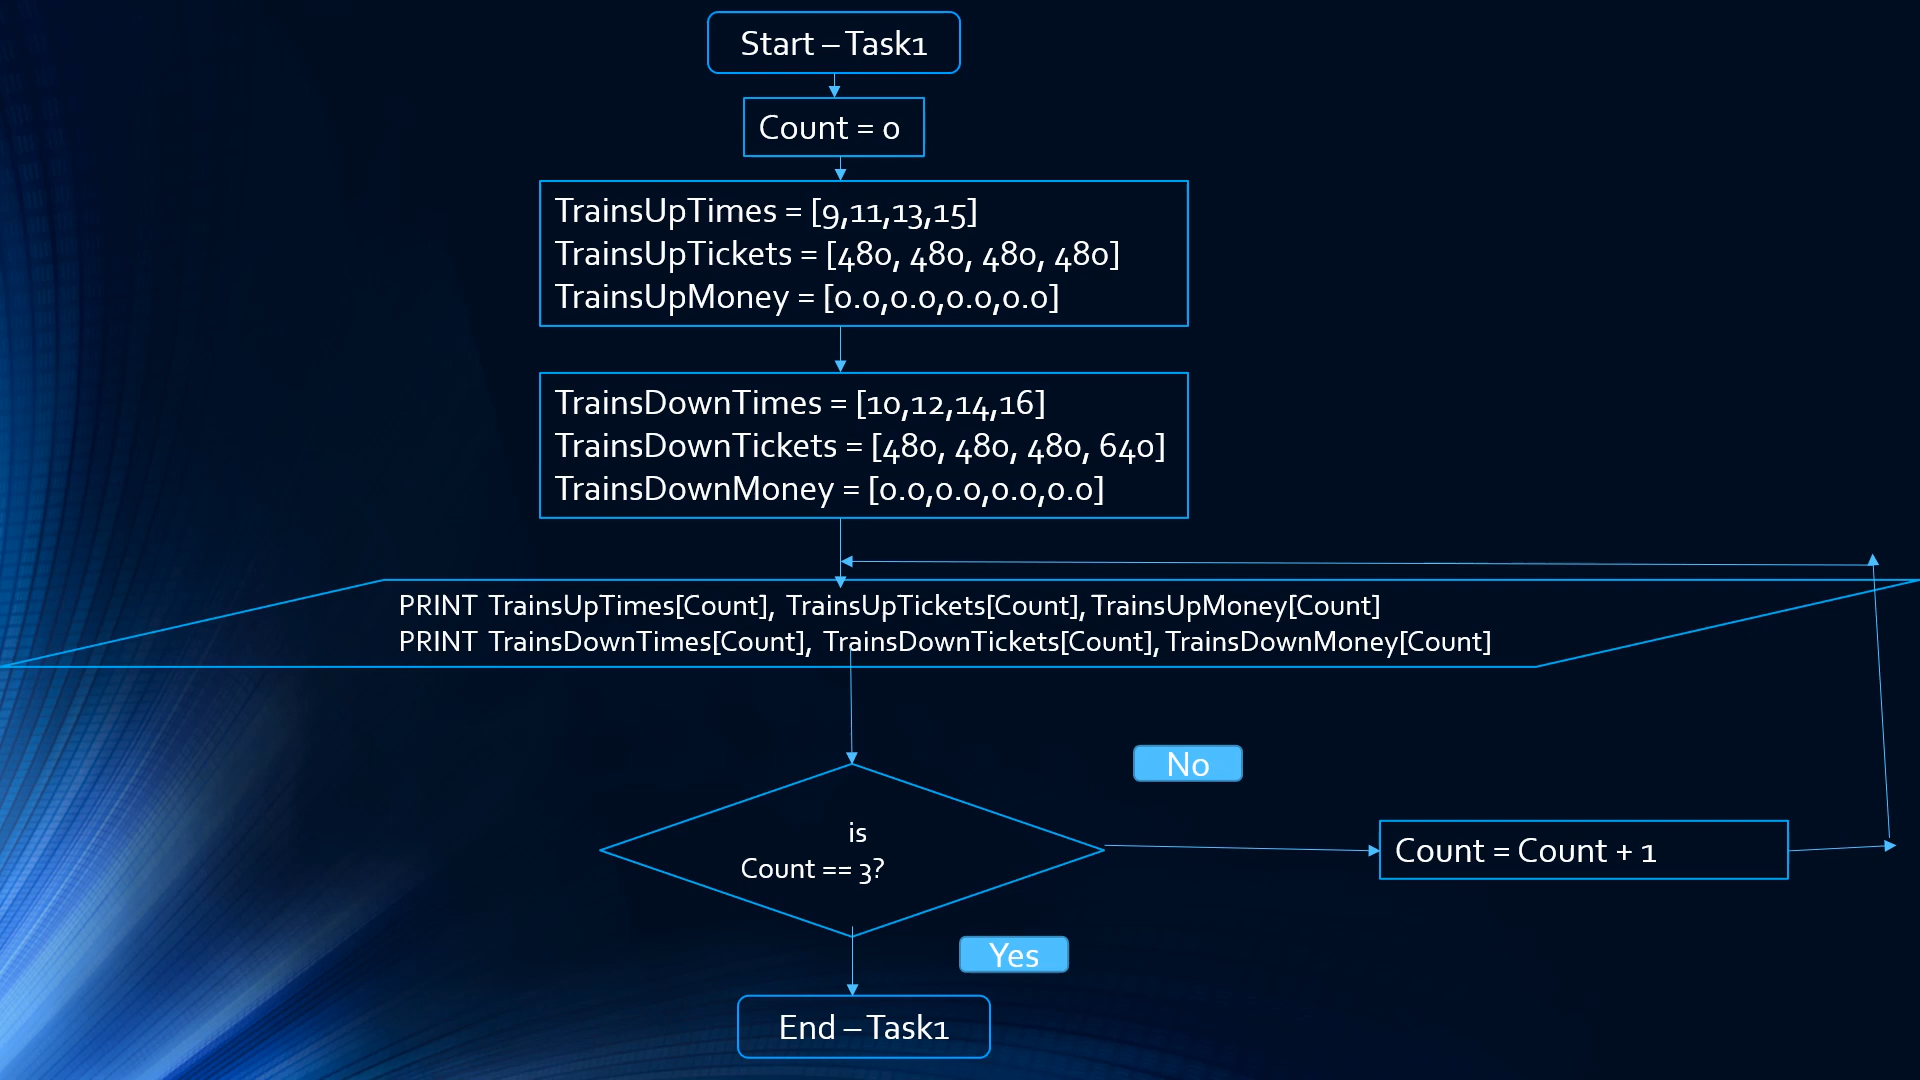 Start – Task1
Count = 0
TrainsUpTimes = [9,11,13,15]
TrainsUpTickets = [480, 480, 480, 480]
TrainsUpMoney = [0.0,0.0,0.0,0.0]
TrainsDownTimes = [10,12,14,16]
TrainsDownTickets = [480, 480, 480, 640]
TrainsDownMoney = [0.0,0.0,0.0,0.0]
PRINT TrainsUpTimes[Count], TrainsUpTickets[Count], TrainsUpMoney[Count]
PRINT TrainsDownTimes[Count], TrainsDownTickets[Count], TrainsDownMoney[Count]
No
is
Count == 3?
Count = Count + 1
Yes
End – Task1